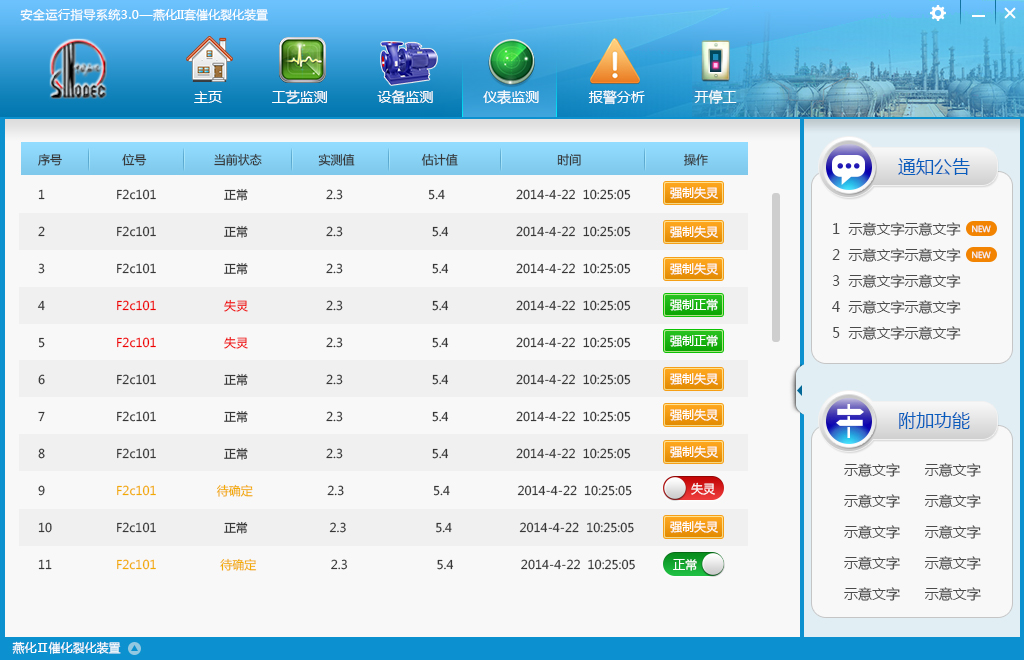 安全运行指导系统3.0—燕化II套催化裂化装置
SINOPEC
主页 工艺监测 设备监测 仪表监测 报警分析 开停工
序号 位号 当前状态 实测值 估计值 时间 操作
1 F2c101 正常 2.3 5.4 2014-4-22 10:25:05 强制失灵
2 F2c101 正常 2.3 5.4 2014-4-22 10:25:05 强制失灵
3 F2c101 正常 2.3 5.4 2014-4-22 10:25:05 强制失灵
4 F2c101 失灵 2.3 5.4 2014-4-22 10:25:05 强制正常
5 F2c101 失灵 2.3 5.4 2014-4-22 10:25:05 强制正常
6 F2c101 正常 2.3 5.4 2014-4-22 10:25:05 强制失灵
7 F2c101 正常 2.3 5.4 2014-4-22 10:25:05 强制失灵
8 F2c101 正常 2.3 5.4 2014-4-22 10:25:05 强制失灵
9 F2c101 待确定 2.3 5.4 2014-4-22 10:25:05 失灵
10 F2c101 正常 2.3 5.4 2014-4-22 10:25:05 强制失灵
11 F2c101 待确定 2.3 5.4 2014-4-22 10:25:05 正常
通知公告
1 示意文字示意文字 NEW
2 示意文字示意文字 NEW
3 示意文字示意文字
4 示意文字示意文字
5 示意文字示意文字
附加功能
示意文字 示意文字
示意文字 示意文字
示意文字 示意文字
示意文字 示意文字
示意文字 示意文字
燕化II催化裂化装置